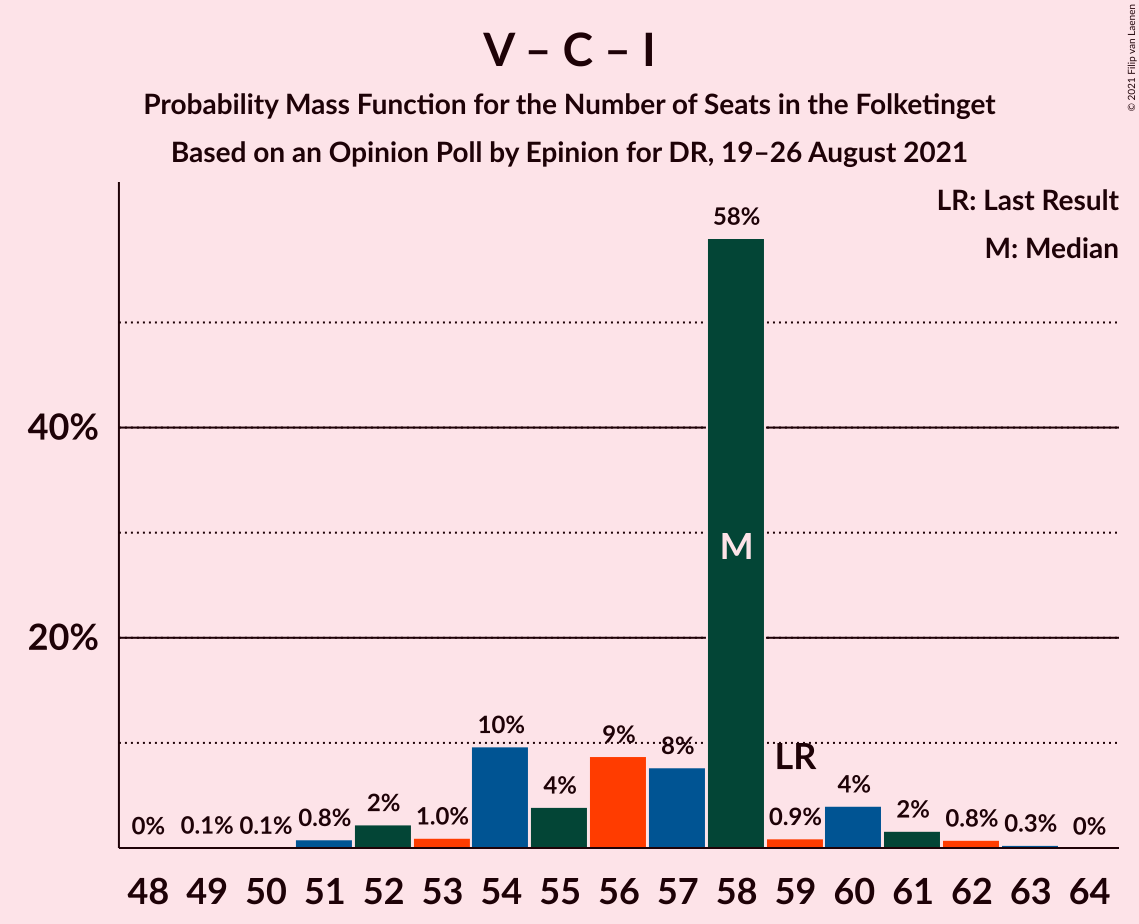 V – C – I
Probability Mass Function for the Number of Seats in the Folketinget
Based on an Opinion Poll by Epinion for DR, 19–26 August 2021
© 2021 Filip van Laenen
LR: Last Result
M: Median
40%
20%
0% 0.1% 0.1% 0.8% 2% 1.0% 10% 4% 9% 8% 58% 0.9% 4% 2% 0.8% 0.3% 0%
M
LR
48 49 50 51 52 53 54 55 56 57 58 59 60 61 62 63 64